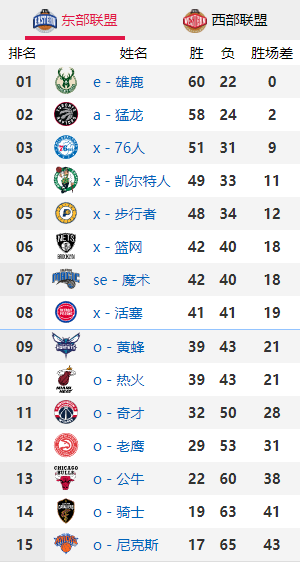 东部联盟 西部联盟
排名 姓名 胜 负 胜场差
01 e - 雄鹿 60 22 0
02 a - 猛龙 58 24 2
03 x - 76人 51 31 9
04 x - 凯尔特人 49 33 11
05 x - 步行者 48 34 12
06 x - 篮网 42 40 18
07 se - 魔术 42 40 18
08 x - 活塞 41 41 19
09 o - 黄蜂 39 43 21
10 o - 热火 39 43 21
11 o - 奇才 32 50 28
12 o - 老鹰 29 53 31
13 o - 公牛 22 60 38
14 o - 骑士 19 63 41
15 o - 尼克斯 17 65 43